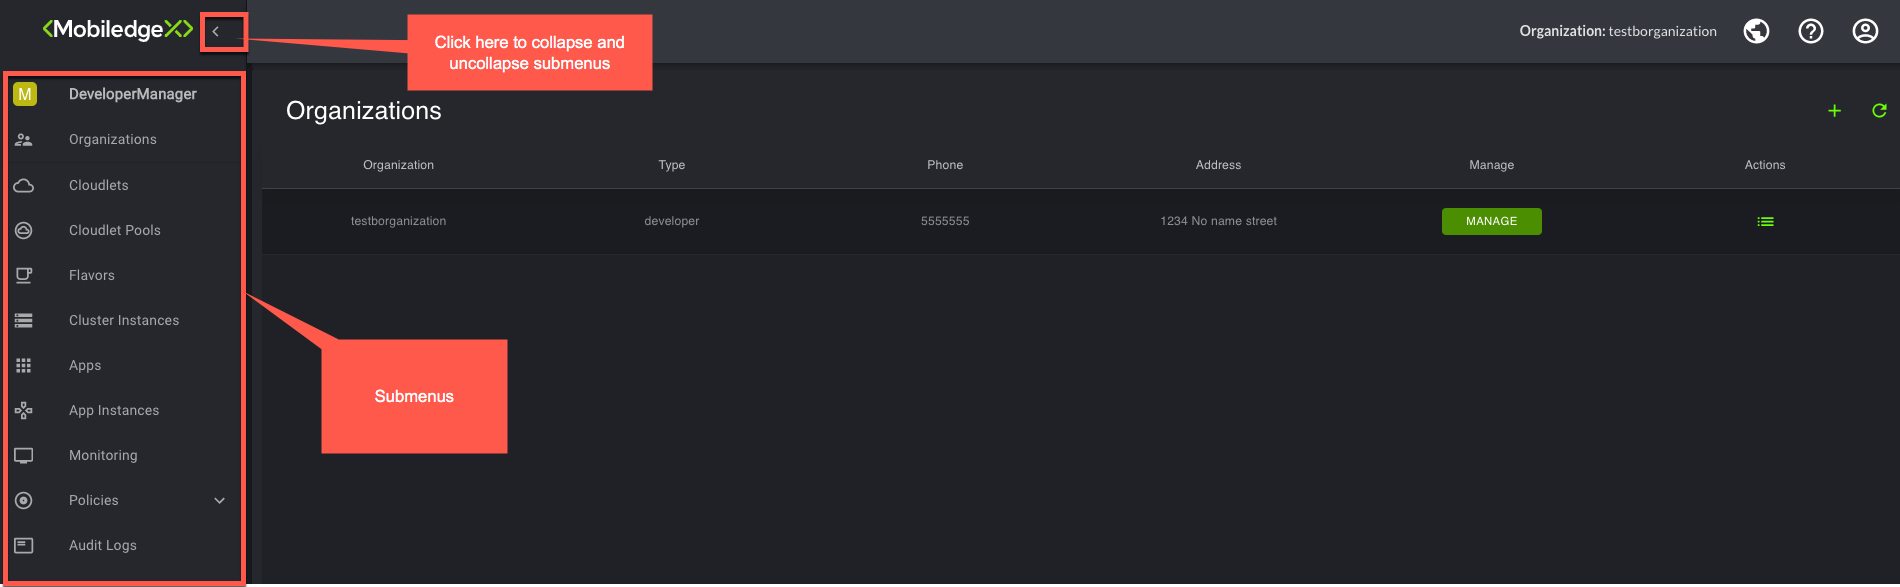 <MobiledgeX>
Click here to collapse and
uncollapse submenus
Organization: testborganization
M DeveloperManager
Organizations
Cloudlets
Cloudlet Pools
Flavors
Cluster Instances
Apps
App Instances
Monitoring
Policies
Audit Logs
Organizations
Organization Type Phone Address Manage Actions
testborganization developer 5555555 1234 No name street MANAGE
Submenus